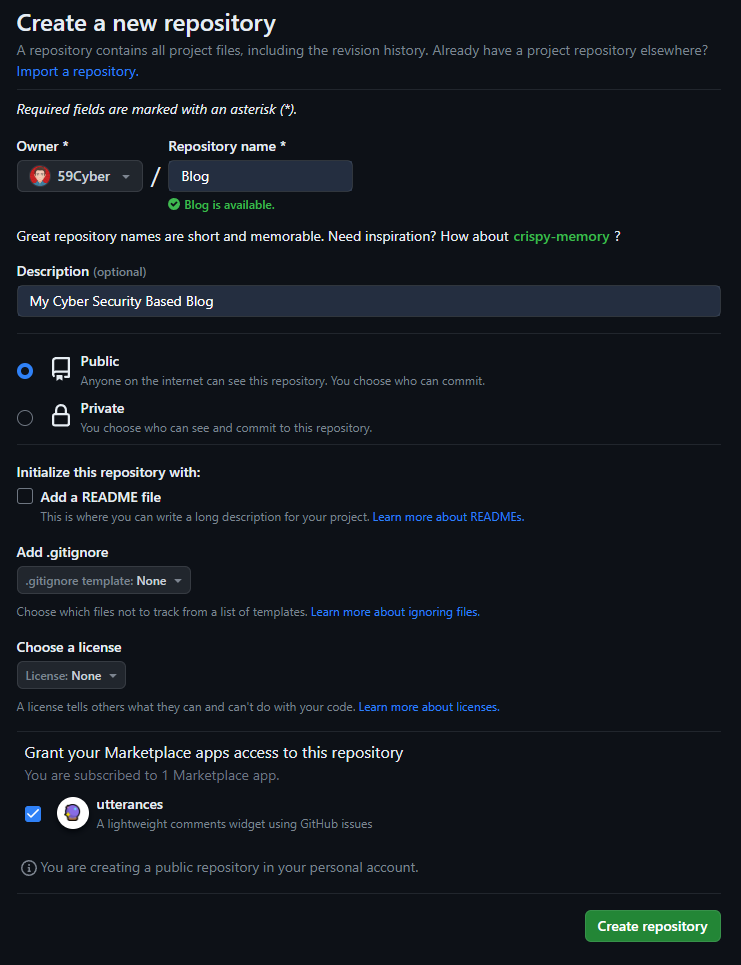 Create a new repository
A repository contains all project files, including the revision history. Already have a project repository elsewhere?
Import a repository.
Required fields are marked with an asterisk (*).
Owner *
Repository name *
59Cyber
/
Blog
Blog is available.
Great repository names are short and memorable. Need inspiration? How about crispy-memory ?
Description (optional)
My Cyber Security Based Blog
Public
Anyone on the internet can see this repository. You choose who can commit.
Private
You choose who can see and commit to this repository.
Initialize this repository with:
Add a README file
This is where you can write a long description for your project. Learn more about READMEs.
Add .gitignore
.gitignore template: None
Choose which files not to track from a list of templates. Learn more about ignoring files.
Choose a license
License: None
A license tells others what they can and can't do with your code. Learn more about licenses.
Grant your Marketplace apps access to this repository
You are subscribed to 1 Marketplace app.
utterances
A lightweight comments widget using GitHub issues
You are creating a public repository in your personal account.
Create repository